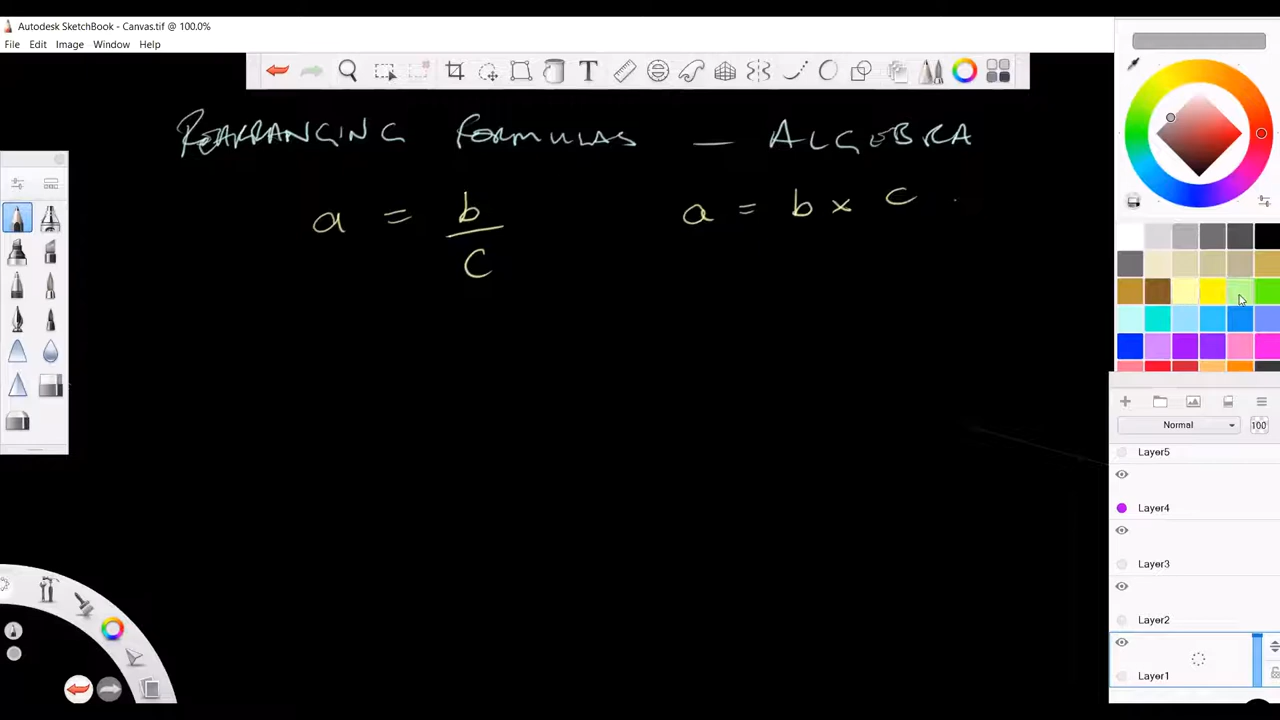 Autodesk SketchBook - Canvas.tif @ 100.0%
File Edit Image Window Help
T
REARRANGING FORMULAS — ALGEBRA
a = b/c
a = b × c
Normal
100
Layer5
Layer4
Layer3
Layer2
Layer1